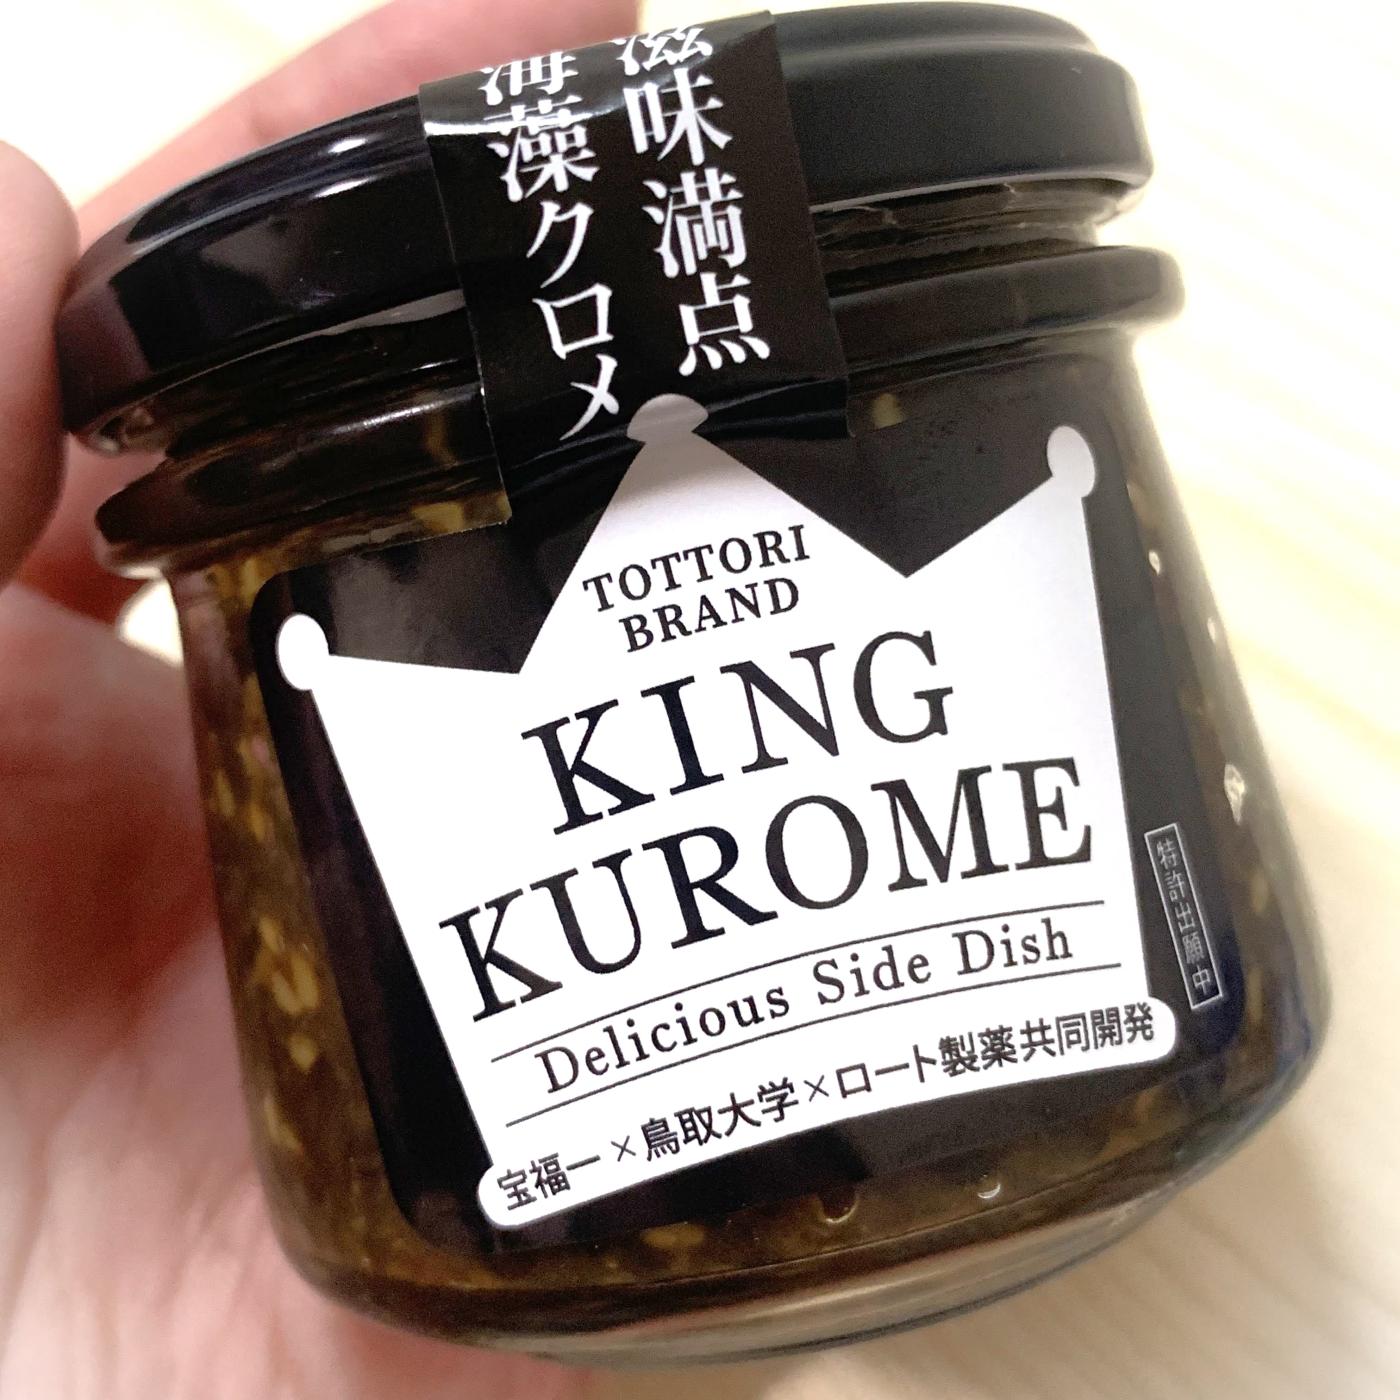 滋味満点
海藻クロメ
TOTTORI
BRAND
KING
KUROME
Delicious Side Dish
宝福一×鳥取大学×ロート製薬共同開発
特許出願中